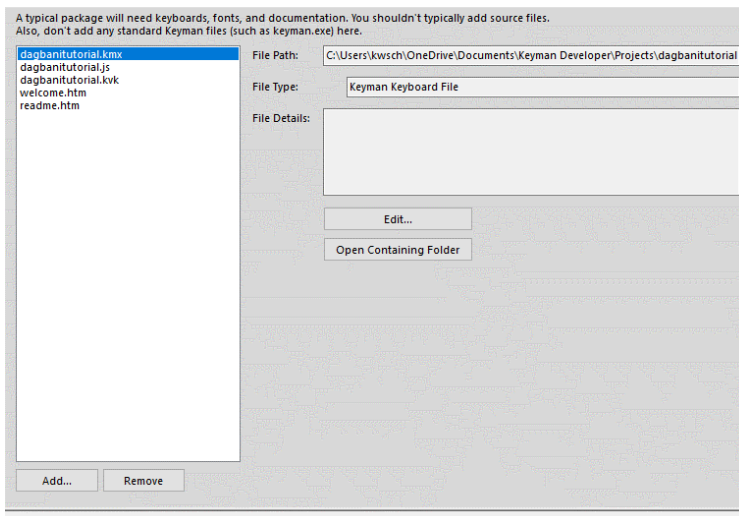 A typical package will need keyboards, fonts, and documentation. You shouldn't typically add source files.
Also, don't add any standard Keyman files (such as keyman.exe) here.
dagbanitutorial.kmx
dagbanitutorial.js
dagbanitutorial.kvk
welcome.htm
readme.htm
File Path: C:\Users\kwsch\OneDrive\Documents\Keyman Developer\Projects\dagbanitutorial
File Type: Keyman Keyboard File
File Details:
Edit...
Open Containing Folder
Add... Remove